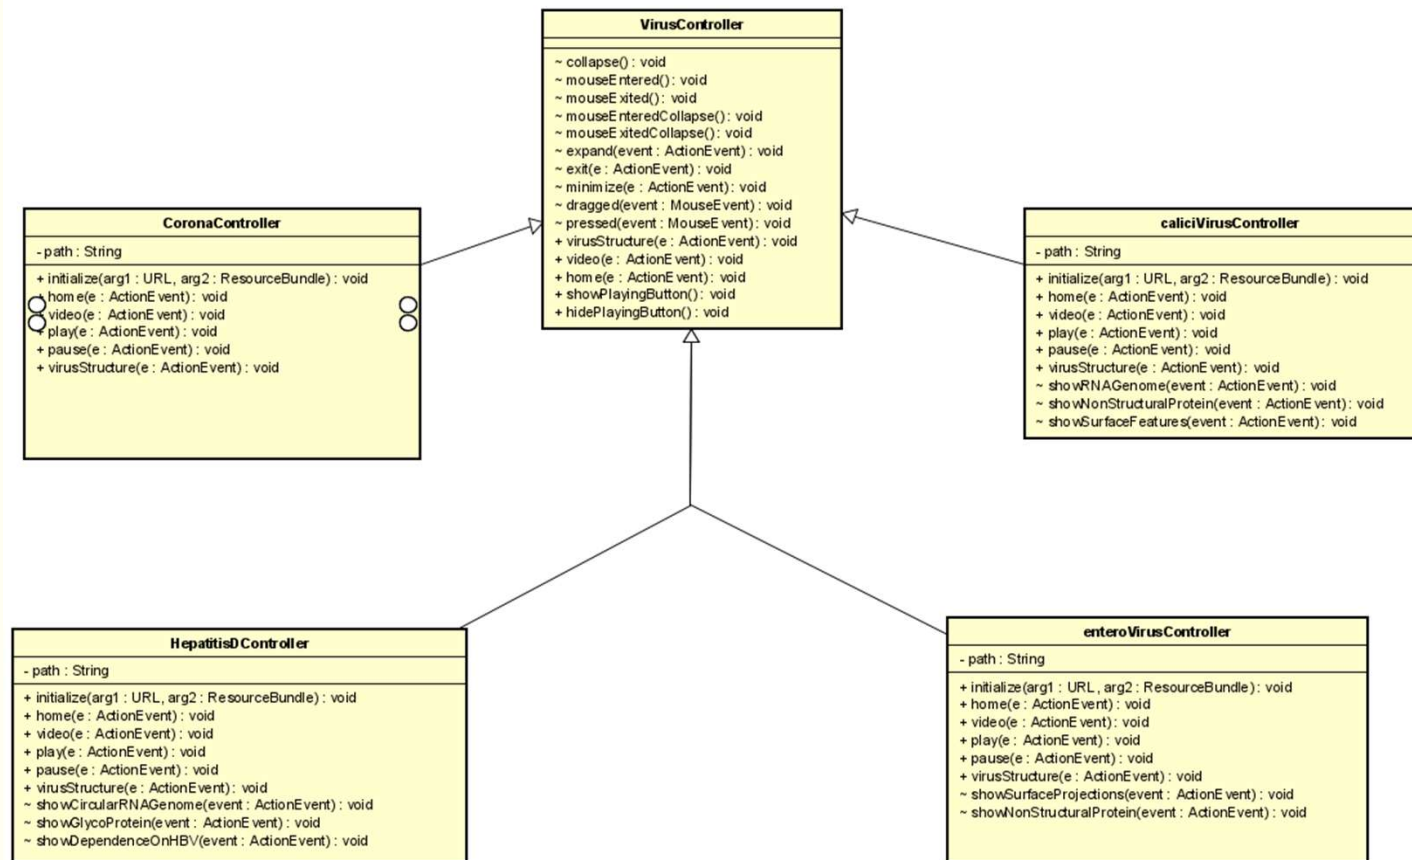 VirusController
~ collapse() : void
~ mouseEntered() : void
~ mouseExited() : void
~ mouseEnteredCollapse() : void
~ mouseExitedCollapse() : void
~ expand(event : ActionEvent) : void
~ exit(e : ActionEvent) : void
~ minimize(e : ActionEvent) : void
~ dragged(event : MouseEvent) : void
~ pressed(event : MouseEvent) : void
+ virusStructure(e : ActionEvent) : void
+ video(e : ActionEvent) : void
+ home(e : ActionEvent) : void
+ showPlayingButton() : void
+ hidePlayingButton() : void
CoronaController
- path : String
+ initialize(arg1 : URL, arg2 : ResourceBundle) : void
home(e : ActionEvent) : void
video(e : ActionEvent) : void
+ play(e : ActionEvent) : void
+ pause(e : ActionEvent) : void
+ virusStructure(e : ActionEvent) : void
caliciVirusController
- path : String
+ initialize(arg1 : URL, arg2 : ResourceBundle) : void
+ home(e : ActionEvent) : void
+ video(e : ActionEvent) : void
+ play(e : ActionEvent) : void
+ pause(e : ActionEvent) : void
+ virusStructure(e : ActionEvent) : void
~ showRNAGenome(event : ActionEvent) : void
~ showNonStructuralProtein(event : ActionEvent) : void
~ showSurfaceFeatures(event : ActionEvent) : void
HepatitisDController
- path : String
+ initialize(arg1 : URL, arg2 : ResourceBundle) : void
+ home(e : ActionEvent) : void
+ video(e : ActionEvent) : void
+ play(e : ActionEvent) : void
+ pause(e : ActionEvent) : void
+ virusStructure(e : ActionEvent) : void
~ showCircularRNAGenome(event : ActionEvent) : void
~ showGlycoProtein(event : ActionEvent) : void
~ showDependenceOnHBV(event : ActionEvent) : void
enteroVirusController
- path : String
+ initialize(arg1 : URL, arg2 : ResourceBundle) : void
+ home(e : ActionEvent) : void
+ video(e : ActionEvent) : void
+ play(e : ActionEvent) : void
+ pause(e : ActionEvent) : void
+ virusStructure(e : ActionEvent) : void
~ showSurfaceProjections(event : ActionEvent) : void
~ showNonStructuralProtein(event : ActionEvent) : void